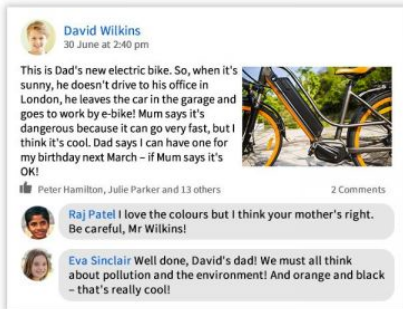 David Wilkins
30 June at 2:40 pm
This is Dad's new electric bike. So, when it's
sunny, he doesn't drive to his office in
London, he leaves the car in the garage and
goes to work by e-bike! Mum says it's
dangerous because it can go very fast, but I
think it's cool. Dad says I can have one for
my birthday next March – if Mum says it's
OK!
Peter Hamilton, Julie Parker and 13 others
2 Comments
Raj Patel I love the colours but I think your mother's right.
Be careful, Mr Wilkins!
Eva Sinclair Well done, David's dad! We must all think
about pollution and the environment! And orange and black
– that's really cool!